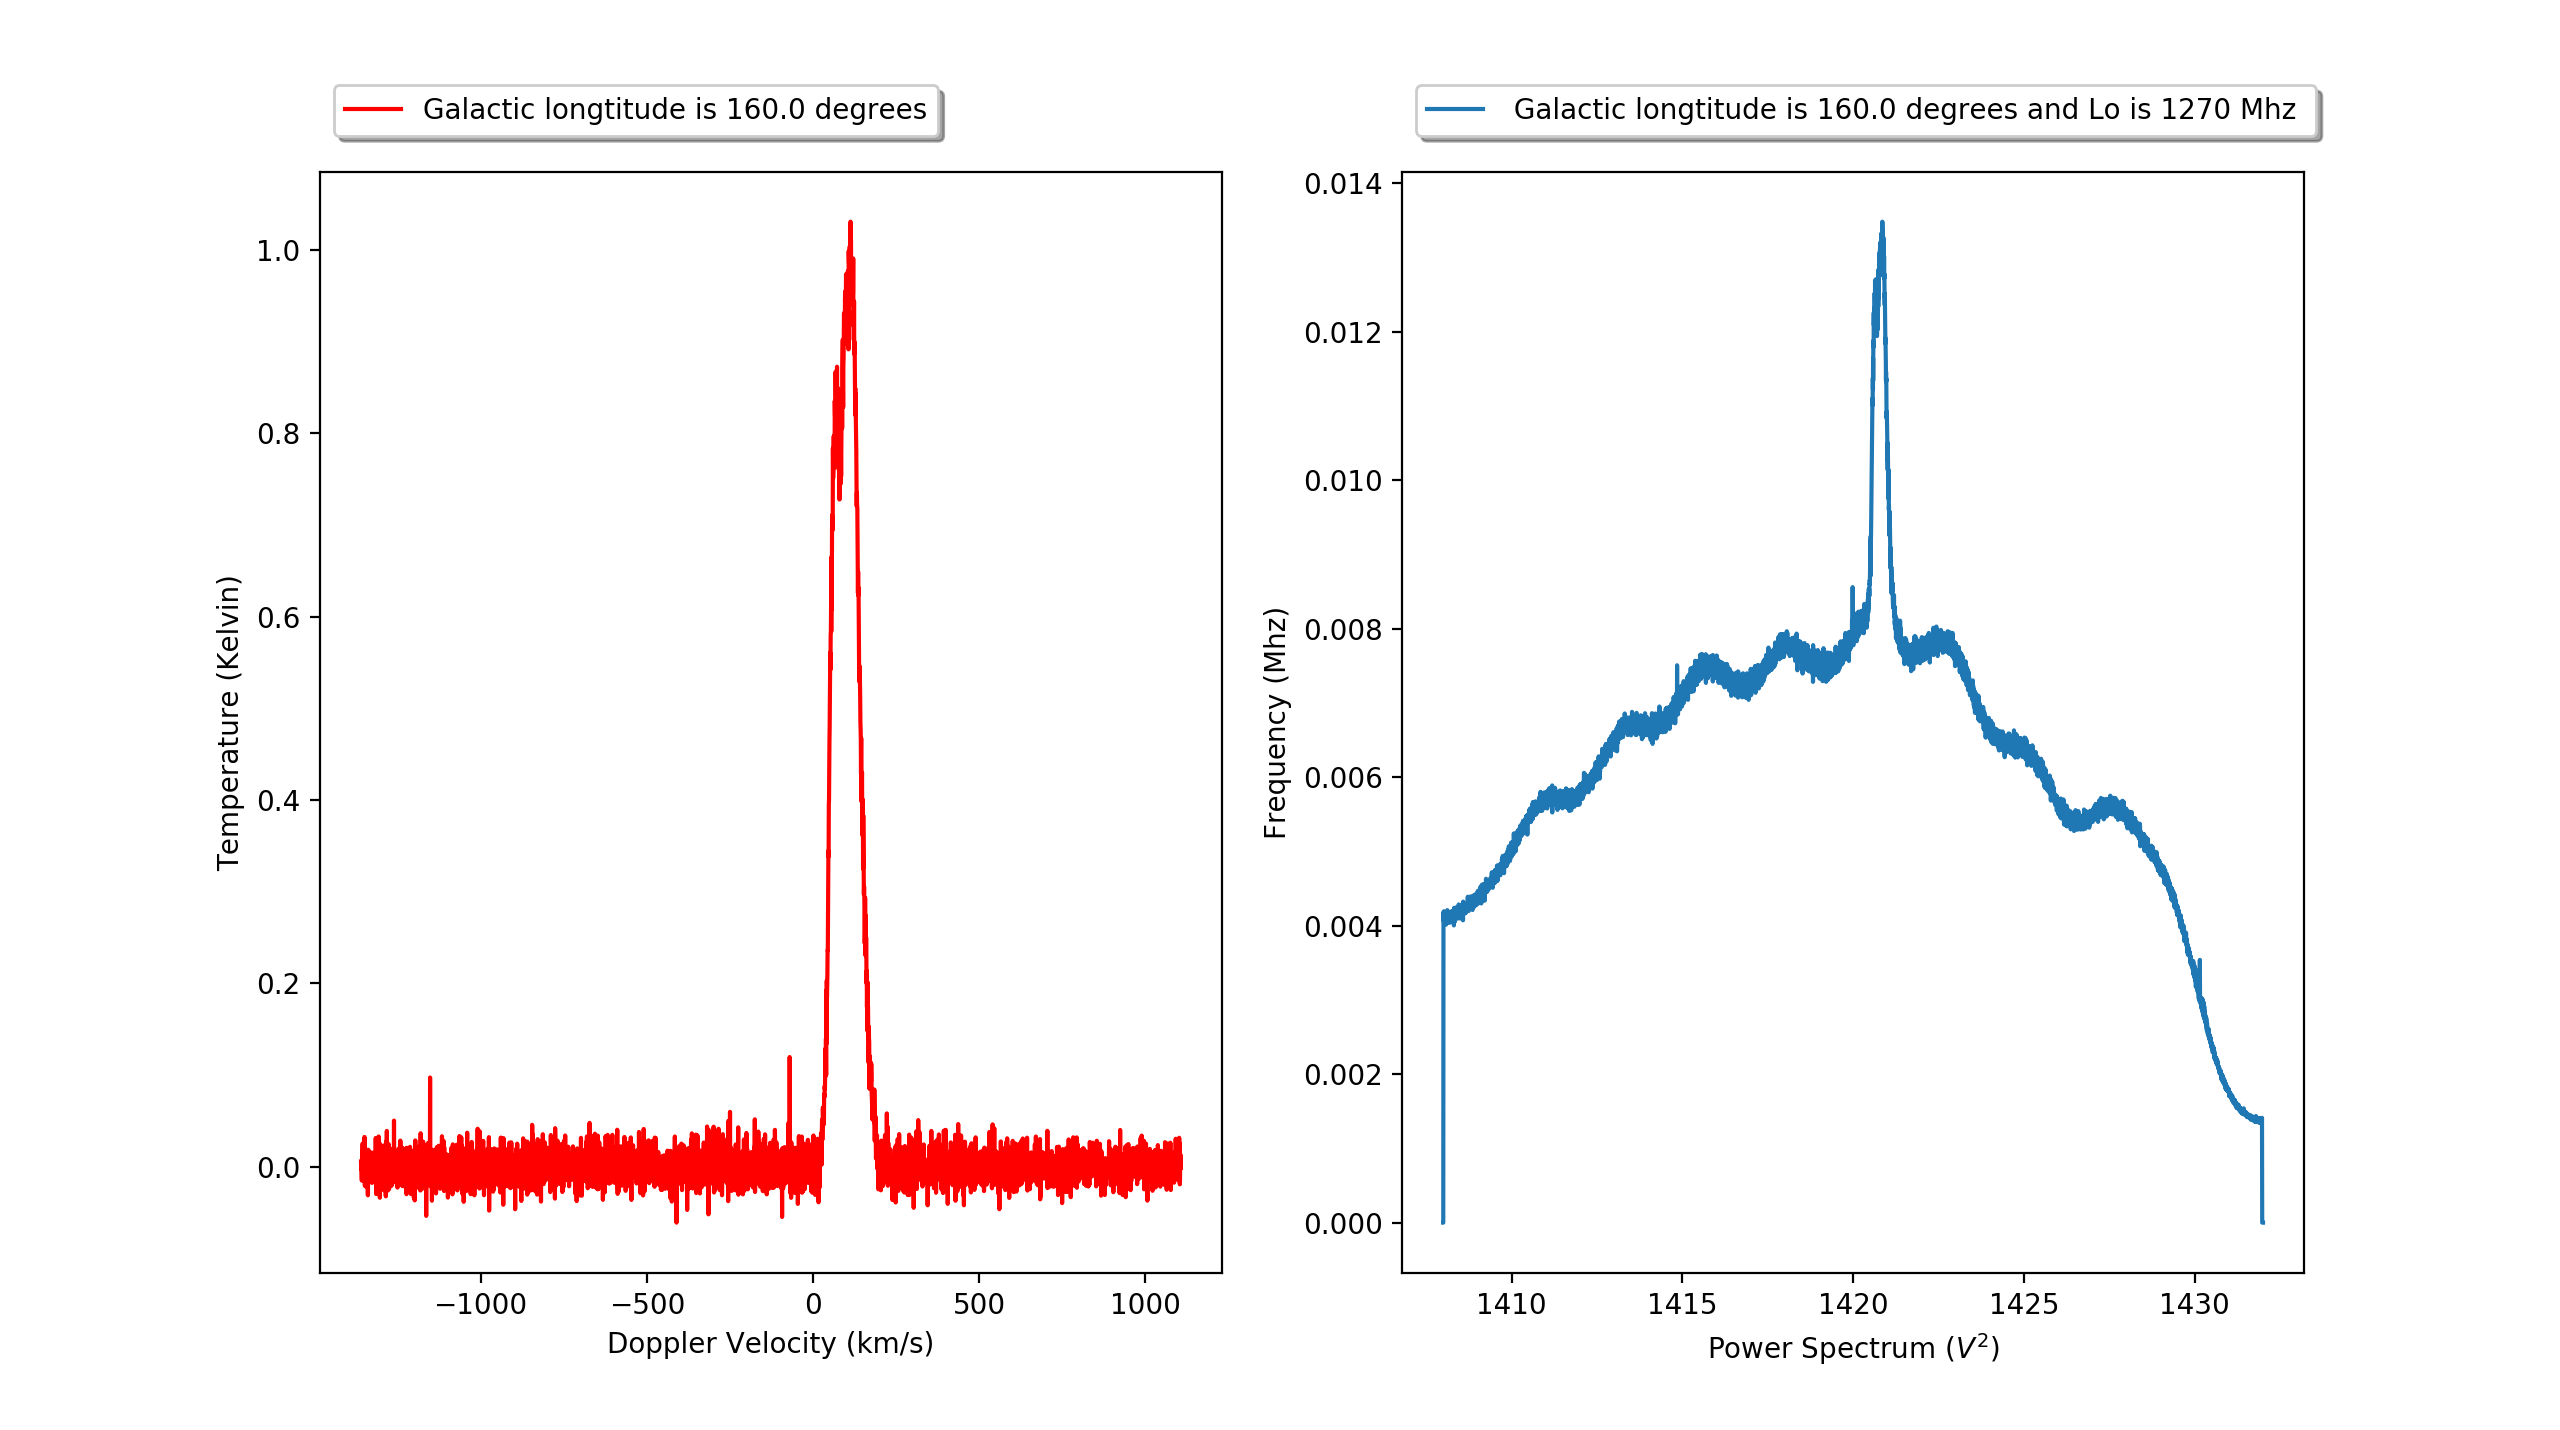 Galactic longtitude is 160.0 degrees
Temperature (Kelvin)
1.0
0.8
0.6
0.4
0.2
0.0
−1000 −500 0 500 1000
Doppler Velocity (km/s)
Galactic longtitude is 160.0 degrees and Lo is 1270 Mhz
Frequency (Mhz)
0.014
0.012
0.010
0.008
0.006
0.004
0.002
0.000
1410 1415 1420 1425 1430
Power Spectrum (V²)